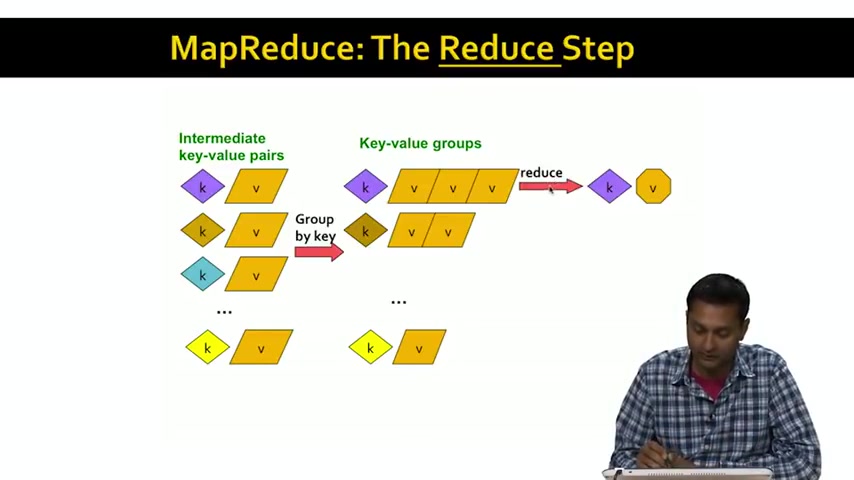 MapReduce: The Reduce Step
Intermediate
key-value pairs
Key-value groups
k v
k v v v
reduce
k v
k v
Group
by key
k v v
k v
...
...
k v
k v